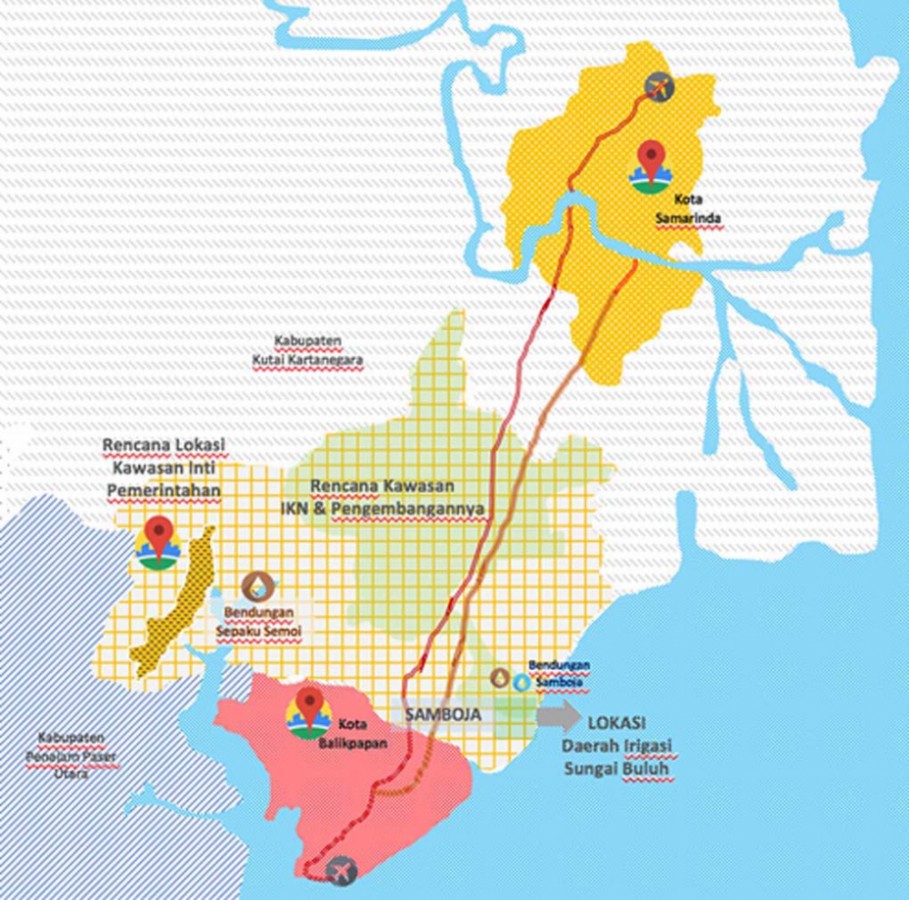 Kota
Samarinda
Kabupaten
Kutai Kartanegara
Rencana Lokasi
Kawasan Inti
Pemerintahan
Rencana Kawasan
IKN & Pengembangannya
Bendungan
Sepaku Semoi
Bendungan
Samboja
SAMBOJA
LOKASI
Daerah Irigasi
Sungai Buluh
Kota
Balikpapan
Kabupaten
Penajam Paser
Utara